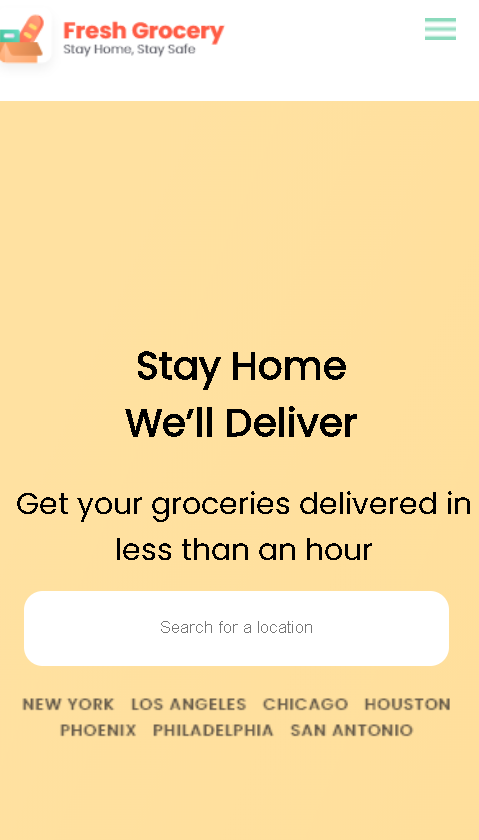 Fresh Grocery
Stay Home, Stay Safe
Stay Home
We’ll Deliver
Get your groceries delivered in
less than an hour
Search for a location
NEW YORK LOS ANGELES CHICAGO HOUSTON
PHOENIX PHILADELPHIA SAN ANTONIO